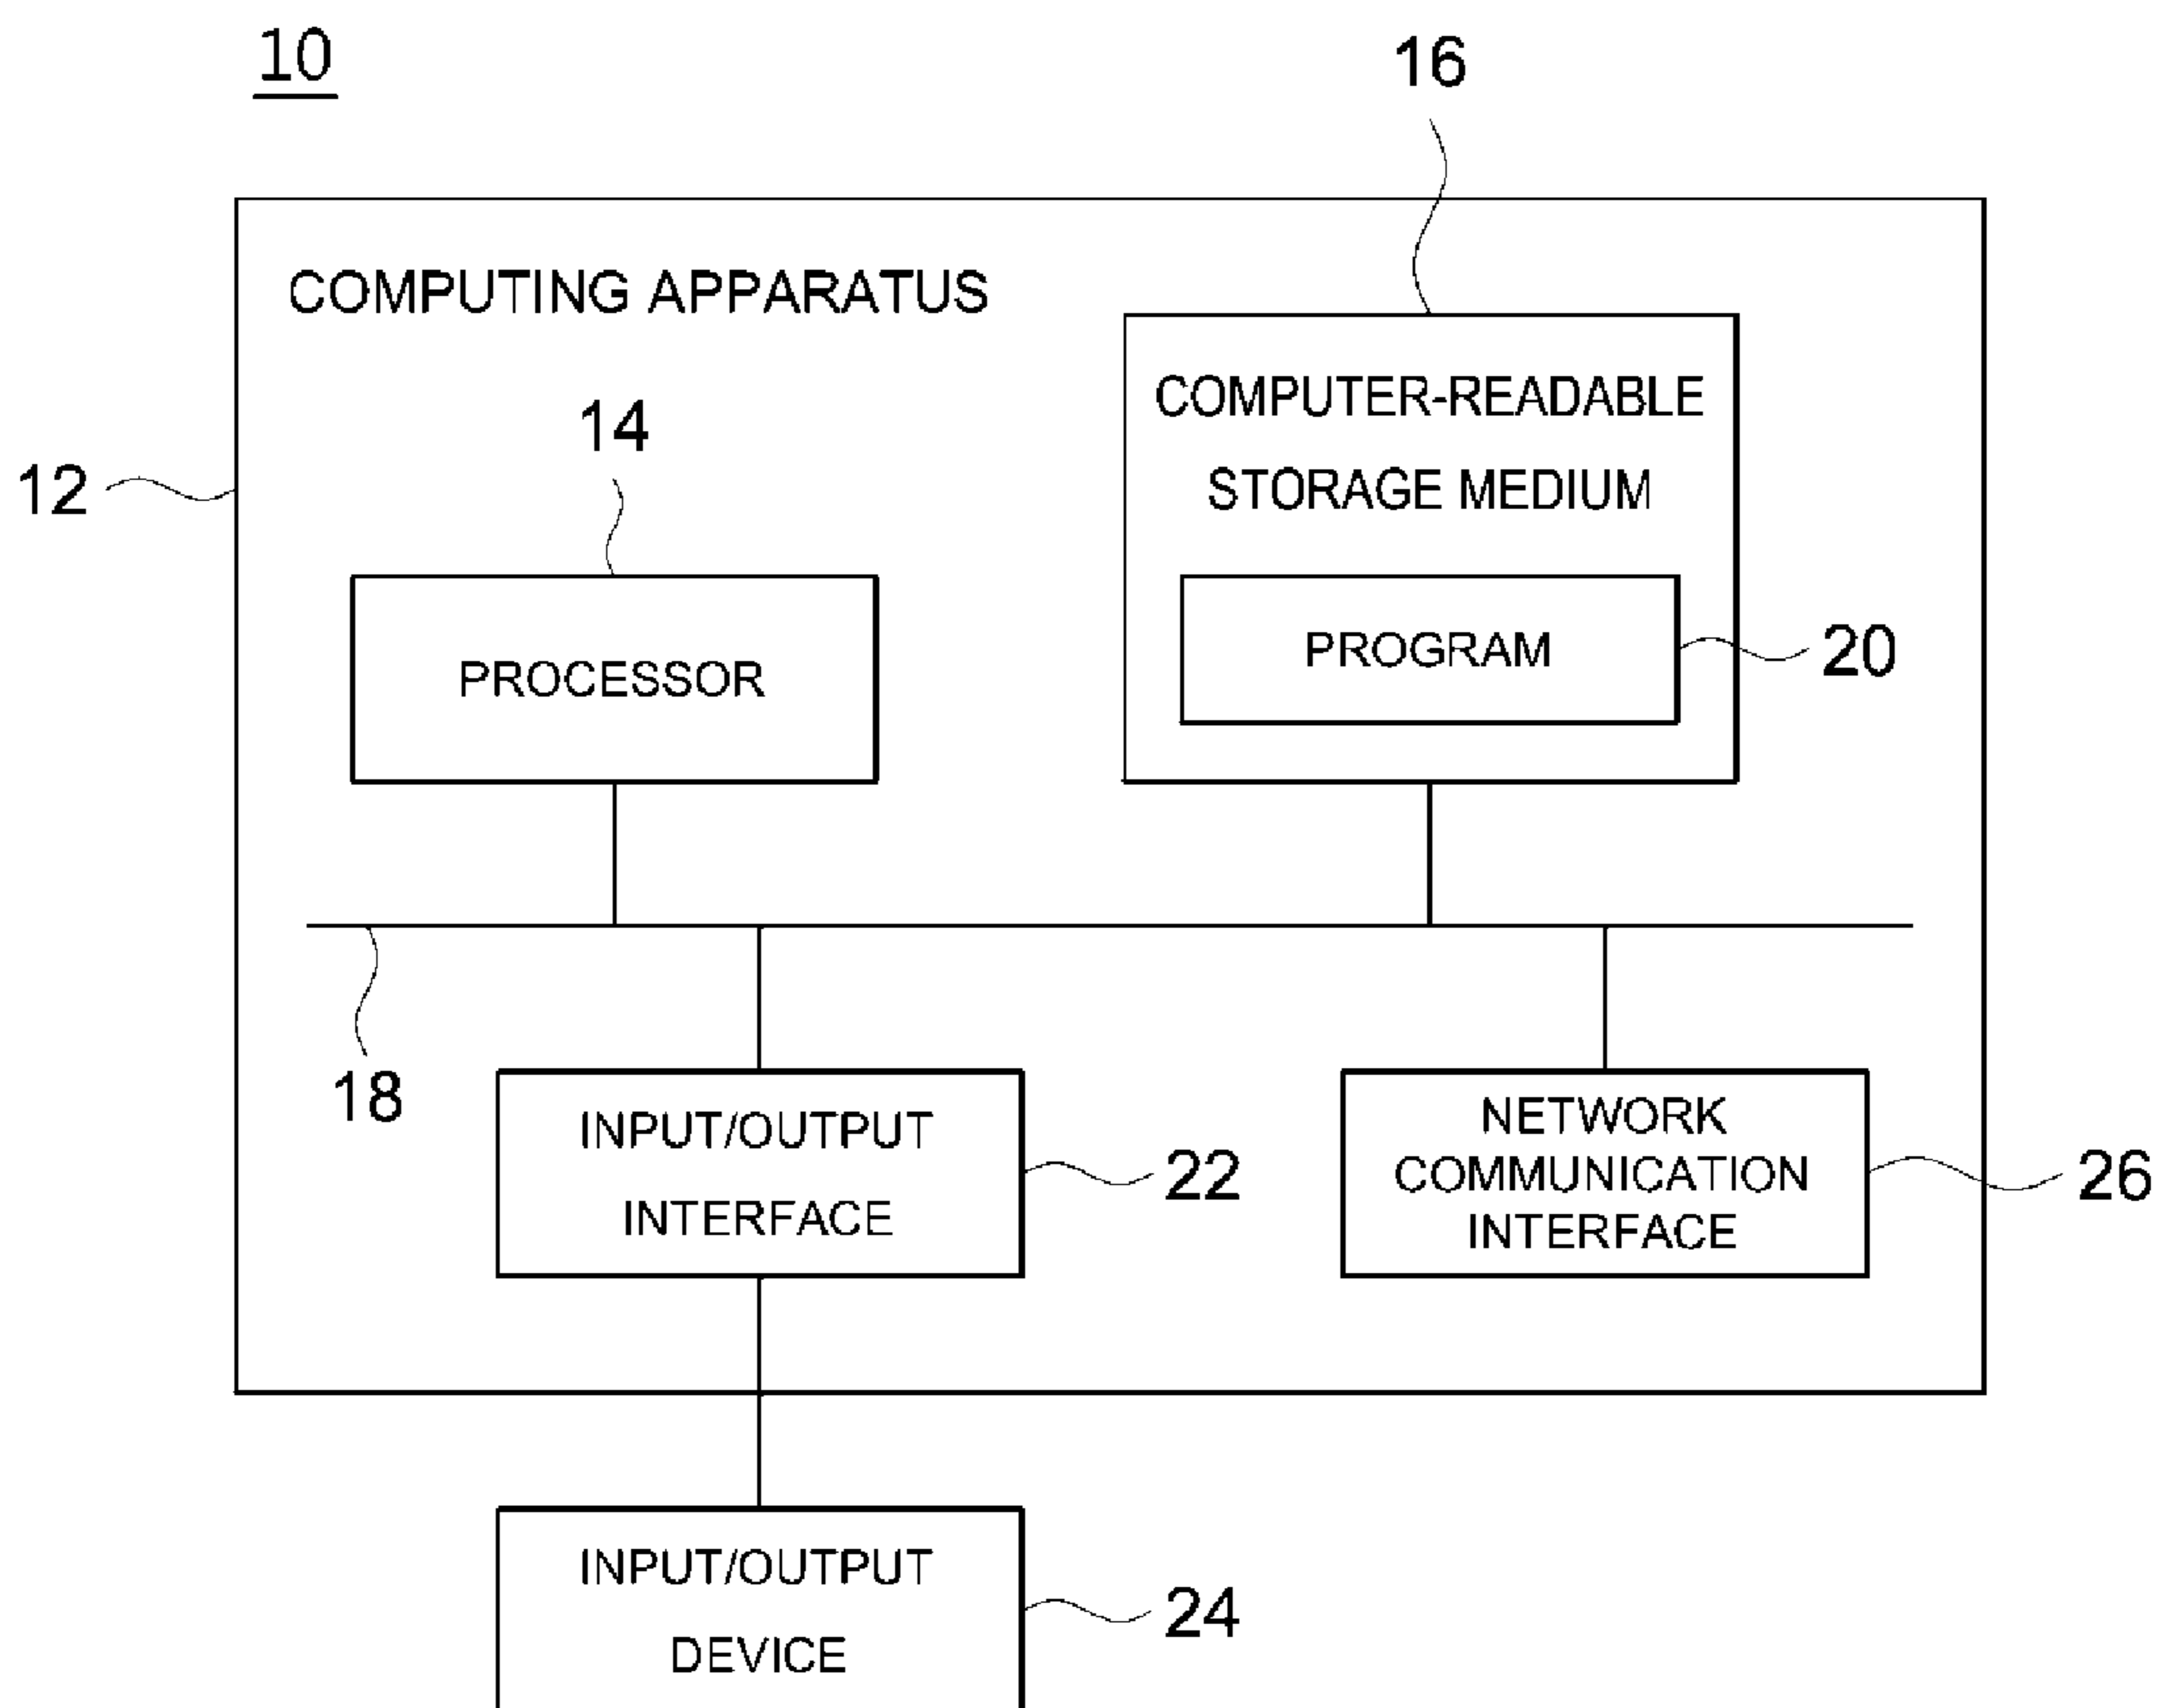 10
16
COMPUTING APPARATUS
COMPUTER-READABLE
STORAGE MEDIUM
14
12
PROCESSOR
PROGRAM
20
18
INPUT/OUTPUT
INTERFACE
22
NETWORK
COMMUNICATION
INTERFACE
26
INPUT/OUTPUT
DEVICE
24